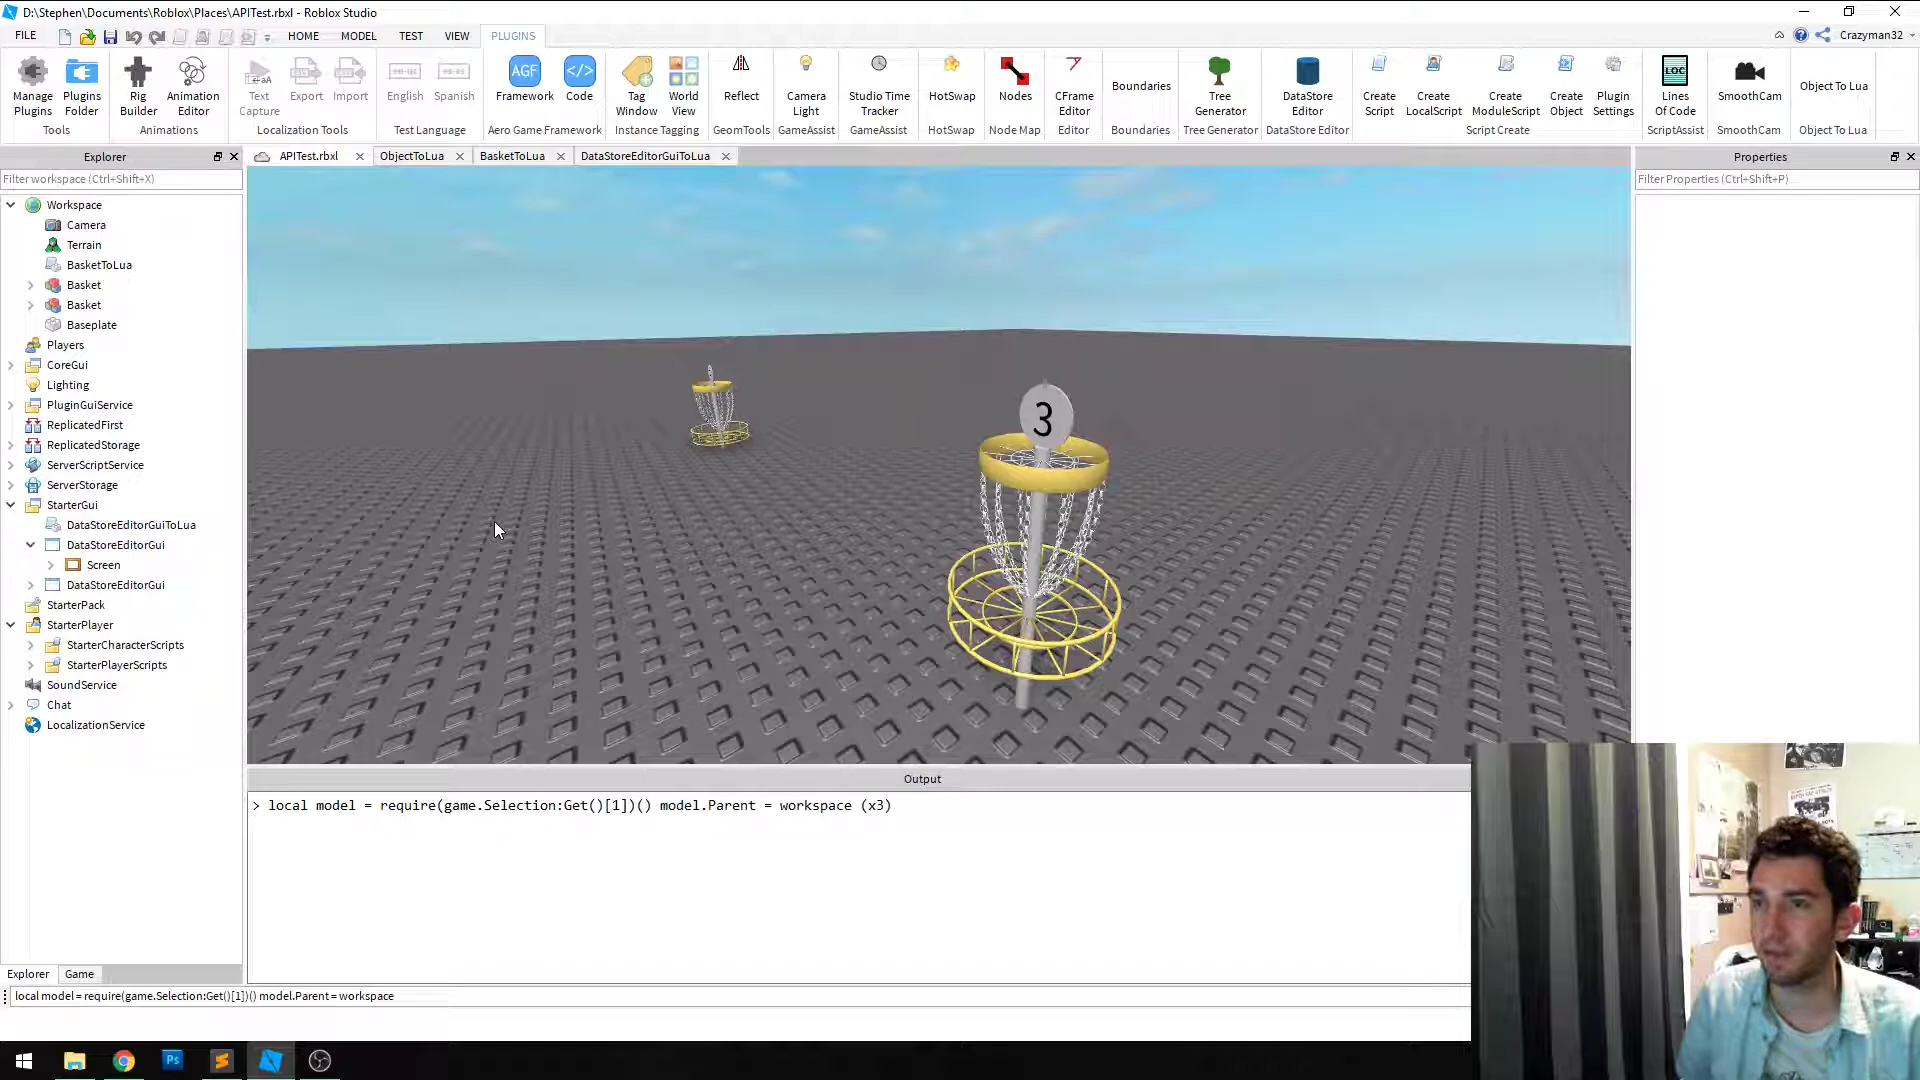 D:\Stephen\Documents\Roblox\Places\APITest.rbxl - Roblox Studio
FILE HOME MODEL TEST VIEW PLUGINS Crazyman32
Manage Plugins
Plugins Folder
Tools
Rig Builder
Animation Editor
Animations
Text Capture
Export
Import
Localization Tools
English
Spanish
Test Language
AGF
Framework
Code
Aero Game Framework
Tag Window
World View
Instance Tagging
Reflect
GeomTools
Camera Light
GameAssist
Studio Time Tracker
GameAssist
HotSwap
HotSwap
Nodes
Node Map
CFrame Editor
Editor
Boundaries
Boundaries
Tree Generator
Tree Generator
DataStore Editor
DataStore Editor
Create Script
Create LocalScript
Create ModuleScript
Create Object
Plugin Settings
Script Create
LOC
Lines Of Code
ScriptAssist
SmoothCam
SmoothCam
Object To Lua
Object To Lua
Explorer
APITest.rbxl
ObjectToLua
BasketToLua
DataStoreEditorGuiToLua
Properties
Filter workspace (Ctrl+Shift+X)
Filter Properties (Ctrl+Shift+P)
Workspace
Camera
Terrain
BasketToLua
Basket
Basket
Baseplate
Players
CoreGui
Lighting
PluginGuiService
ReplicatedFirst
ReplicatedStorage
ServerScriptService
ServerStorage
StarterGui
DataStoreEditorGuiToLua
DataStoreEditorGui
Screen
DataStoreEditorGui
StarterPack
StarterPlayer
StarterCharacterScripts
StarterPlayerScripts
SoundService
Chat
LocalizationService
3
Output
> local model = require(game.Selection:Get()[1])() model.Parent = workspace (x3)
Explorer Game
local model = require(game.Selection:Get()[1])() model.Parent = workspace
Ps